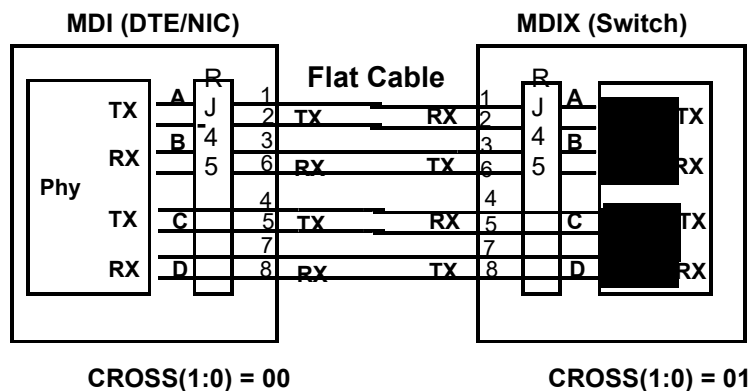 MDI (DTE/NIC)
MDIX (Switch)
Flat Cable
Phy
TX
RX
TX
RX
A
B
C
D
R
J
4
5
1
2
3
6
4
5
7
8
TX
RX
TX
RX
RX
TX
RX
TX
1
2
3
6
4
5
7
8
R
J
4
5
A
B
C
D
TX
RX
TX
RX
CROSS(1:0) = 00
CROSS(1:0) = 01